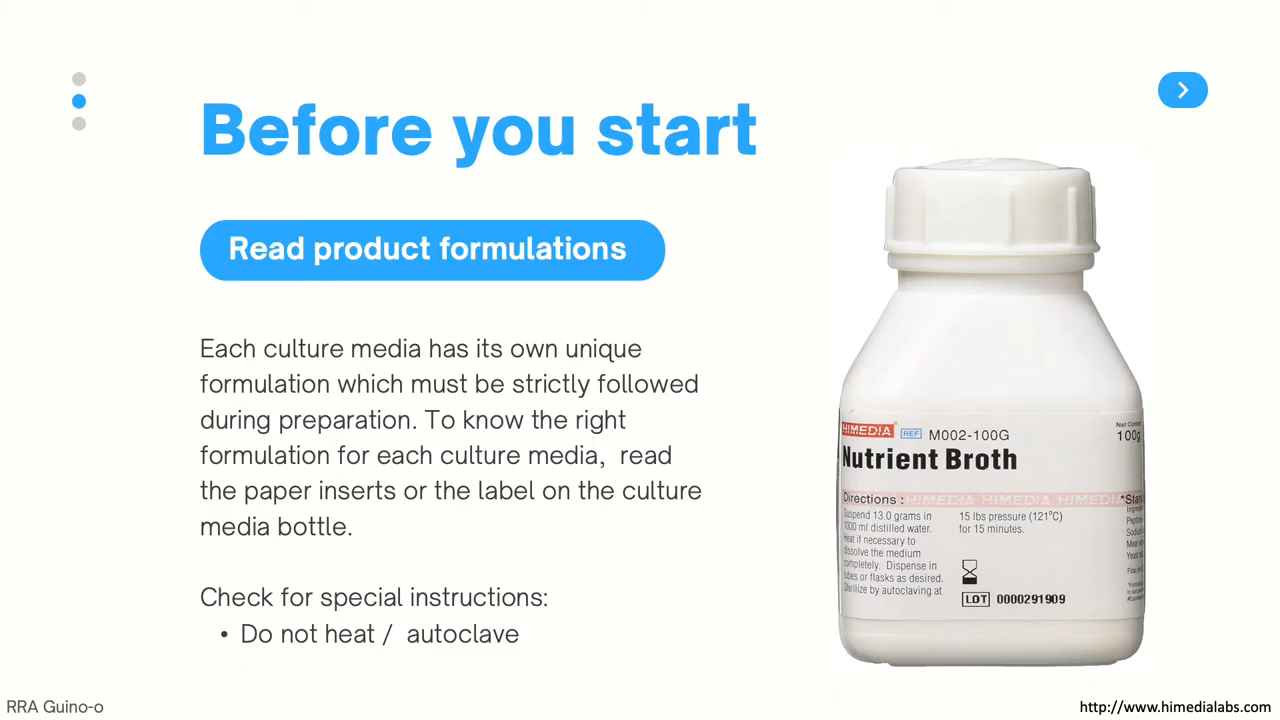 Before you start
Read product formulations
Each culture media has its own unique
formulation which must be strictly followed
during preparation. To know the right
formulation for each culture media, read
the paper inserts or the label on the culture
media bottle.
Check for special instructions:
• Do not heat / autoclave
HIMEDIA REF M002-100G
Nutrient Broth
100g
Directions : HIMEDIA HIMEDIA HIMEDIA
Suspend 13.0 grams in
1000 ml distilled water.
Heat if necessary to
dissolve the medium
completely. Dispense in
tubes or flasks as desired.
Sterilize by autoclaving at
15 lbs pressure (121°C)
for 15 minutes.
LOT 0000291909
RRA Guino-o
http://www.himedialabs.com